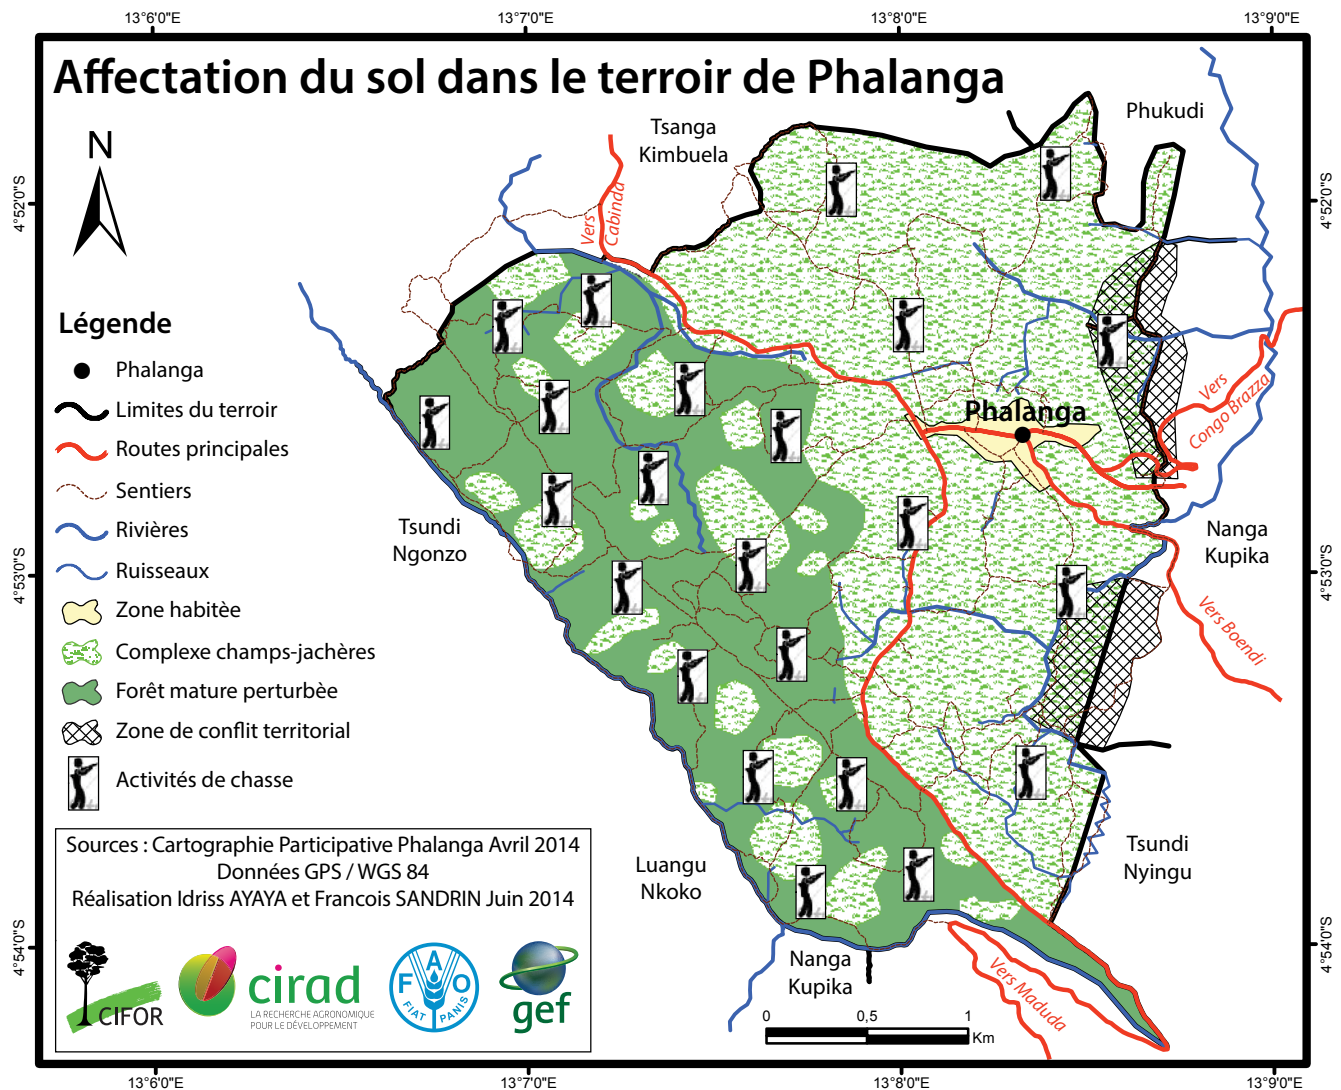 13°6'0"E
13°7'0"E
13°8'0"E
13°9'0"E
Affectation du sol dans le terroir de Phalanga
Tsanga
Kimbuela
Phukudi
N
4°52'0"S
4°52'0"S
Vers
Cabinda
Légende
Phalanga
Limites du terroir
Routes principales
Sentiers
Rivières
Ruisseaux
Zone habitèe
Complexe champs-jachères
Forêt mature perturbèe
Zone de conflit territorial
Activités de chasse
Phalanga
Vers
Congo Brazza
Tsundi
Ngonzo
Nanga
Kupika
4°53'0"S
4°53'0"S
Vers Boendi
Sources : Cartographie Participative Phalanga Avril 2014
Données GPS / WGS 84
Réalisation Idriss AYAYA et Francois SANDRIN Juin 2014
CIFOR
cirad
LA RECHERCHE AGRONOMIQUE
POUR LE DÉVELOPPEMENT
F A O
FIAT PANIS
gef
Luangu
Nkoko
Tsundi
Nyingu
4°54'0"S
4°54'0"S
Nanga
Kupika
Vers Maduda
0 0,5 1
Km
13°6'0"E
13°7'0"E
13°8'0"E
13°9'0"E